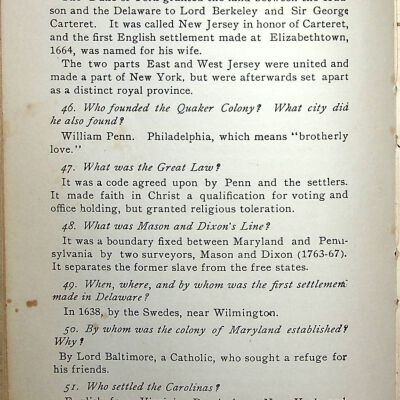 son and the Delaware to Lord Berkeley and Sir George
Carteret. It was called New Jersey in honor of Carteret,
and the first English settlement made at Elizabethtown,
1664, was named for his wife.
The two parts East and West Jersey were united and
made a part of New York, but were afterwards set apart
as a distinct royal province.
46. Who founded the Quaker Colony? What city did
he also found?
William Penn. Philadelphia, which means "brotherly
love."
47. What was the Great Law?
It was a code agreed upon by Penn and the settlers.
It made faith in Christ a qualification for voting and
office holding, but granted religious toleration.
48. What was Mason and Dixon's Line?
It was a boundary fixed between Maryland and Penn-
sylvania by two surveyors, Mason and Dixon (1763-67).
It separates the former slave from the free states.
49. When, where, and by whom was the first settlement
made in Delaware?
In 1638, by the Swedes, near Wilmington.
50. By whom was the colony of Maryland established?
Why?
By Lord Baltimore, a Catholic, who sought a refuge for
his friends.
51. Who settled the Carolinas?